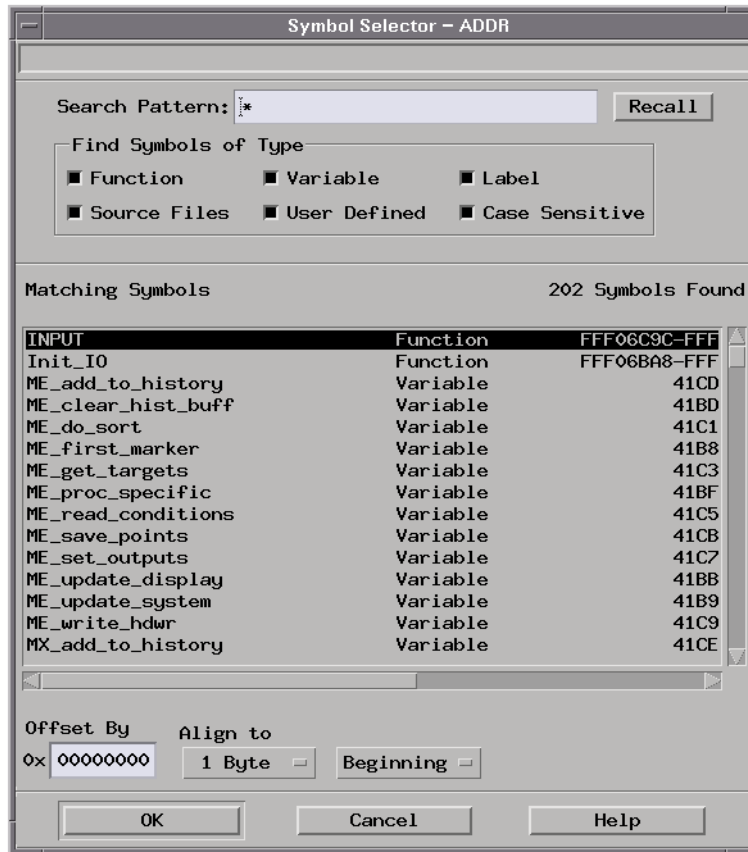 Symbol Selector – ADDR
Search Pattern: * Recall
Find Symbols of Type
Function Variable Label
Source Files User Defined Case Sensitive
Matching Symbols 202 Symbols Found
INPUT Function FFF06C9C-FFF
Init_IO Function FFF06BA8-FFF
ME_add_to_history Variable 41CD
ME_clear_hist_buff Variable 41BD
ME_do_sort Variable 41C1
ME_first_marker Variable 41B8
ME_get_targets Variable 41C3
ME_proc_specific Variable 41BF
ME_read_conditions Variable 41C5
ME_save_points Variable 41CB
ME_set_outputs Variable 41C7
ME_update_display Variable 41BB
ME_update_system Variable 41B9
ME_write_hdwr Variable 41C9
MX_add_to_history Variable 41CE
Offset By Align to
0x 00000000 1 Byte Beginning
OK Cancel Help